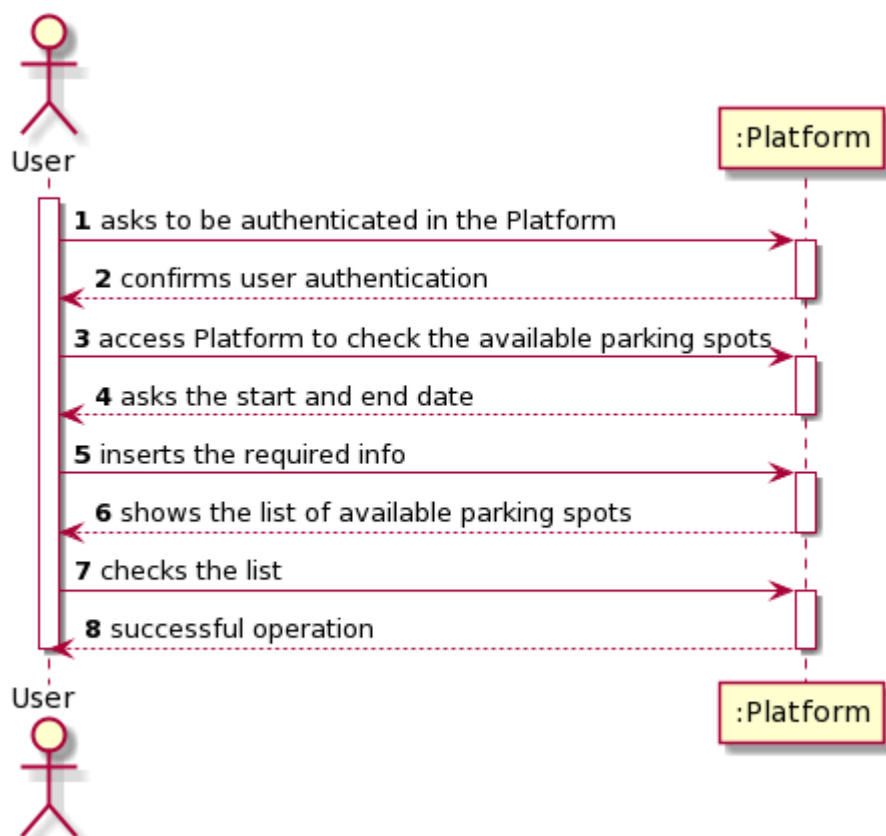 User
:Platform
1 asks to be authenticated in the Platform
2 confirms user authentication
3 access Platform to check the available parking spots
4 asks the start and end date
5 inserts the required info
6 shows the list of available parking spots
7 checks the list
8 successful operation
User
:Platform